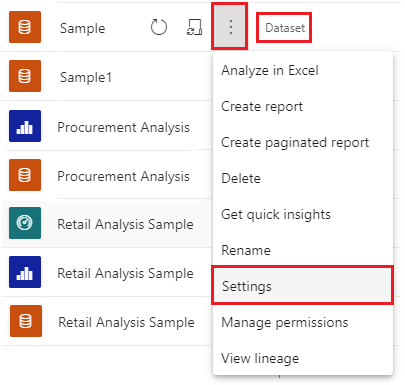 Sample
Dataset
Sample1
Analyze in Excel
Create report
Procurement Analysis
Create paginated report
Procurement Analysis
Delete
Get quick insights
Retail Analysis Sample
Rename
Retail Analysis Sample
Settings
Retail Analysis Sample
Manage permissions
View lineage